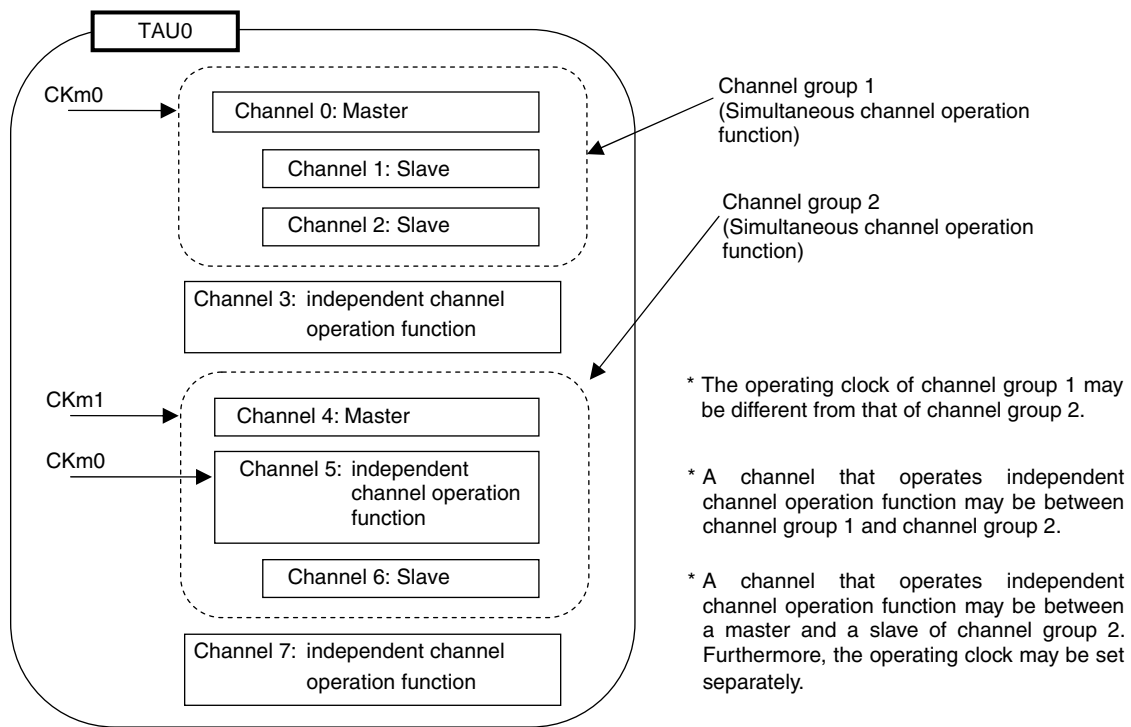 TAU0
CKm0
Channel 0: Master
Channel 1: Slave
Channel 2: Slave
Channel group 1
(Simultaneous channel operation
function)
Channel group 2
(Simultaneous channel operation
function)
Channel 3: independent channel
operation function
CKm1
Channel 4: Master
CKm0
Channel 5: independent
channel operation
function
Channel 6: Slave
Channel 7: independent channel
operation function
* The operating clock of channel group 1 may
be different from that of channel group 2.
* A channel that operates independent
channel operation function may be between
channel group 1 and channel group 2.
* A channel that operates independent
channel operation function may be between
a master and a slave of channel group 2.
Furthermore, the operating clock may be set
separately.